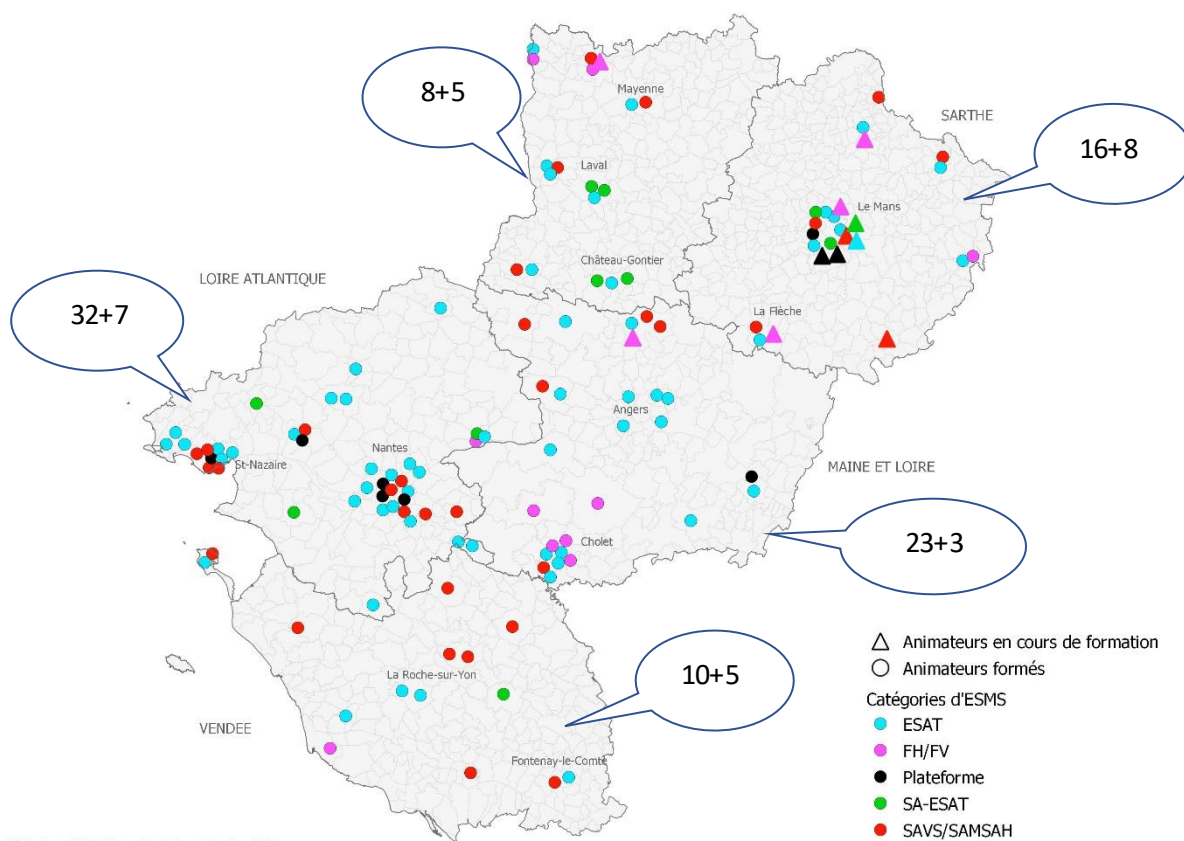 8+5
Mayenne
SARTHE
16+8
Laval
Le Mans
Château-Gontier
LOIRE ATLANTIQUE
32+7
La Flèche
Angers
Nantes
St-Nazaire
MAINE ET LOIRE
Cholet
23+3
10+5
La Roche-sur-Yon
VENDEE
Fontenay-le-Comte
Animateurs en cours de formation
Animateurs formés
Catégories d'ESMS
ESAT
FH/FV
Plateforme
SA-ESAT
SAVS/SAMSAH